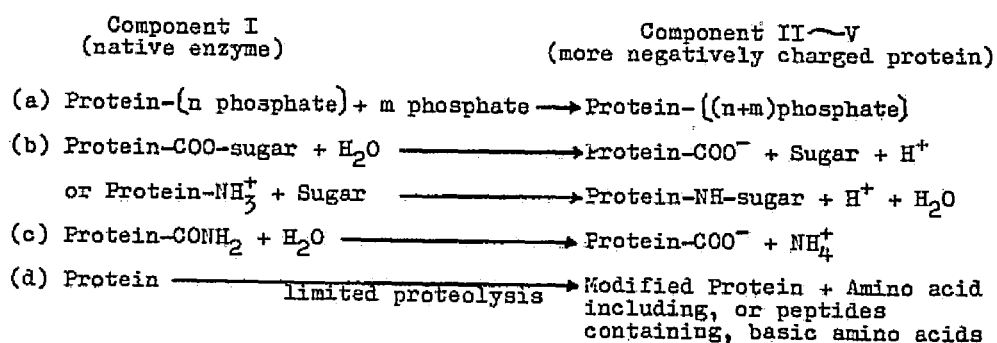 Component I
(native enzyme)
Component II～V
(more negatively charged protein)
(a) Protein-(n phosphate) + m phosphate ⟶ Protein-((n+m)phosphate)
(b) Protein-COO-sugar + H₂O ⟶ Protein-COO⁻ + Sugar + H⁺
or Protein-NH₃⁺ + Sugar ⟶ Protein-NH-sugar + H⁺ + H₂O
(c) Protein-CONH₂ + H₂O ⟶ Protein-COO⁻ + NH₄⁺
(d) Protein ⟶ Modified Protein + Amino acid
limited proteolysis
including, or peptides
containing, basic amino acids